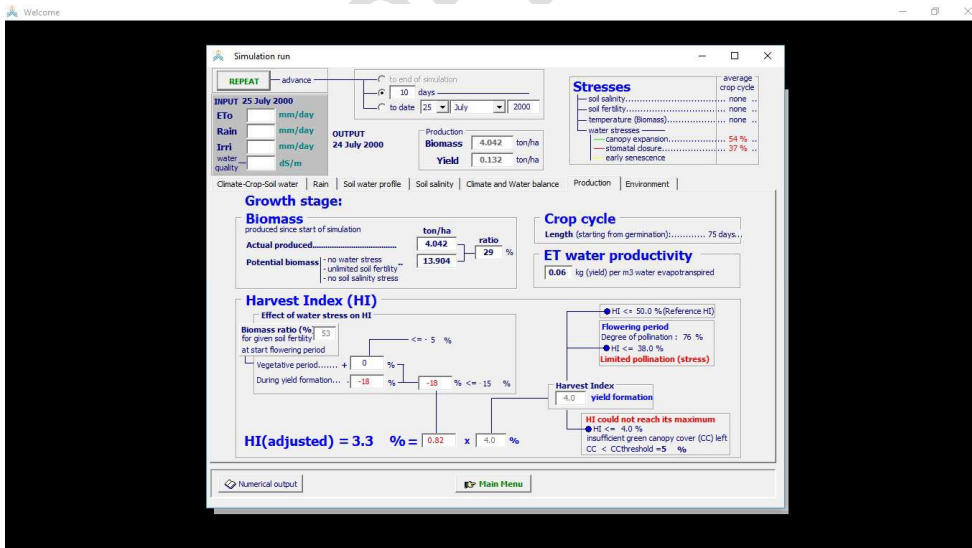 Welcome
Simulation run
REPEAT advance
to end of simulation
10 days
to date 25 July 2000
INPUT 25 July 2000
ETo mm/day
Rain mm/day
Irri mm/day
water quality dS/m
OUTPUT
24 July 2000
Production
Biomass 4.042 ton/ha
Yield 0.132 ton/ha
Stresses
average
crop cycle
soil salinity........................ none ..
soil fertility........................ none ..
temperature (Biomass)........................ none ..
water stresses
canopy expansion........................ 54 % ..
stomatal closure........................ 37 % ..
early senescence
Climate-Crop-Soil water Rain Soil water profile Soil salinity Climate and Water balance Production Environment
Growth stage:
Biomass
produced since start of simulation
ton/ha
Actual produced........................ 4.042
ratio
29 %
Potential biomass - no water stress .. 13.904
- unlimited soil fertility
- no soil salinity stress
Crop cycle
Length (starting from germination):............ 75 days...
ET water productivity
0.06 kg (yield) per m3 water evapotranspired
Harvest Index (HI)
Effect of water stress on HI
Biomass ratio (%) 53
for given soil fertility
at start flowering period
<= - 5 %
Vegetative period....... + 0 %
During yield formation... - -18 % -18 % <= - 15 %
HI(adjusted) = 3.3 % = 0.82 x 4.0 %
HI <= 50.0 %(Reference HI)
Flowering period
Degree of pollination : 76 %
HI <= 38.0 %
Limited pollination (stress)
Harvest Index
4.0 yield formation
HI could not reach its maximum
HI <= 4.0 %
insufficient green canopy cover (CC) left
CC < CCthreshold =5 %
Numerical output
Main Menu